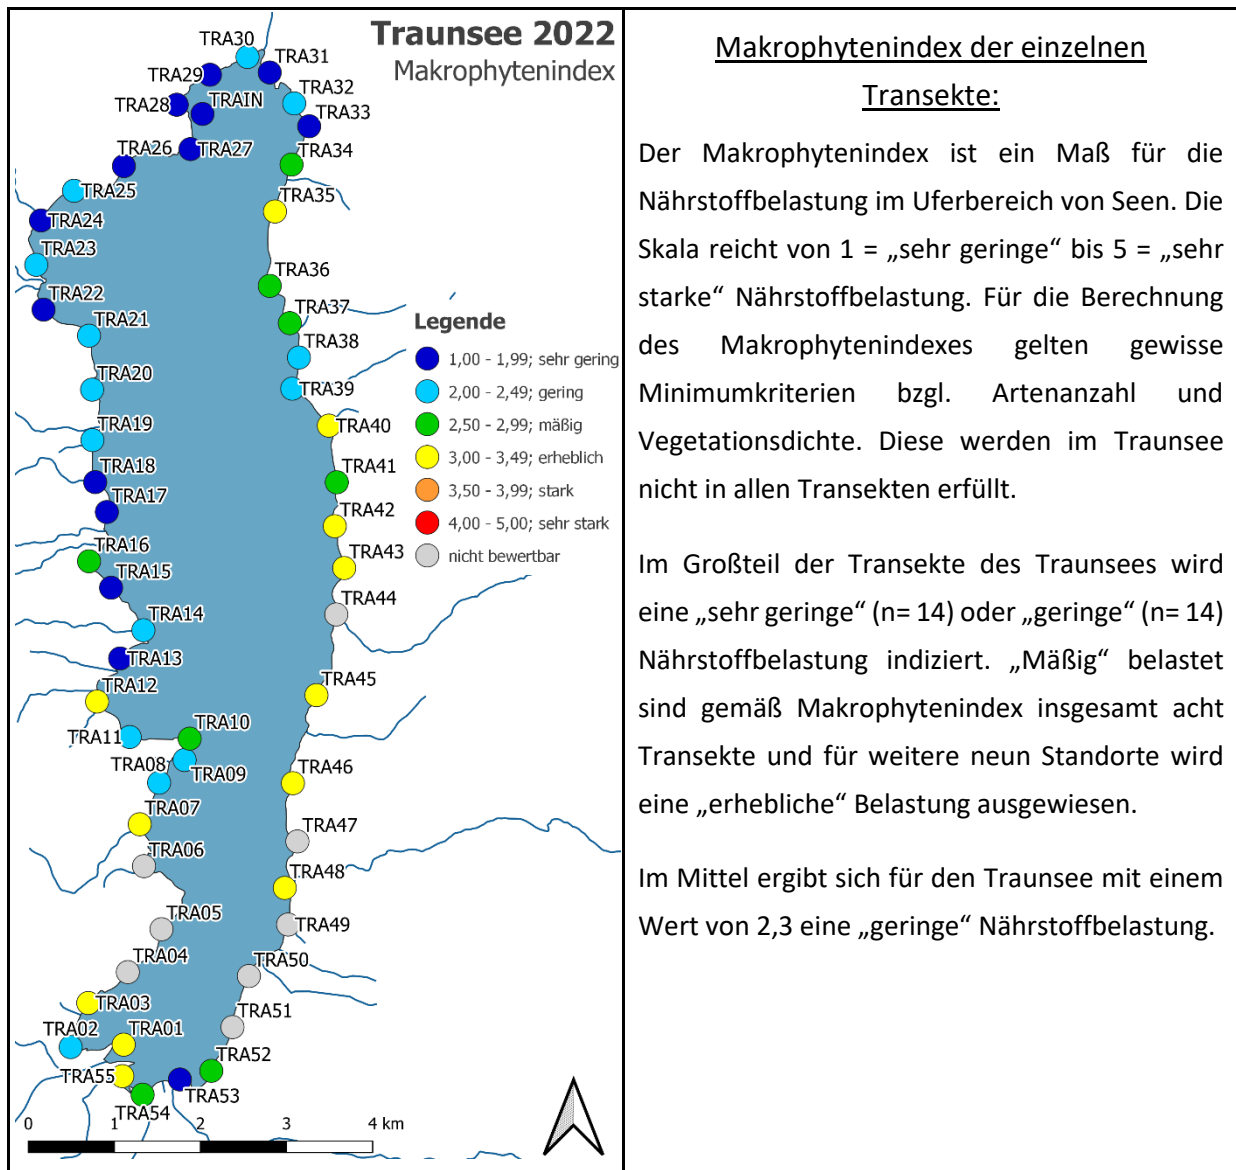 Traunsee 2022
Makrophytenindex
TRA30
TRA31
TRA29
TRA32
TRA28
TRAIN
TRA33
TRA26
TRA27
TRA34
TRA25
TRA35
TRA24
TRA23
TRA36
TRA22
TRA37
TRA21
TRA38
TRA20
TRA39
TRA19
TRA40
TRA18
TRA41
TRA17
TRA42
TRA16
TRA43
TRA15
TRA44
TRA14
TRA13
TRA45
TRA12
TRA10
TRA11
TRA08
TRA09
TRA46
TRA07
TRA47
TRA06
TRA48
TRA05
TRA49
TRA04
TRA50
TRA03
TRA51
TRA02
TRA01
TRA52
TRA55
TRA53
TRA54
Legende
1,00 - 1,99; sehr gering
2,00 - 2,49; gering
2,50 - 2,99; mäßig
3,00 - 3,49; erheblich
3,50 - 3,99; stark
4,00 - 5,00; sehr stark
nicht bewertbar
0 1 2 3 4 km
Makrophytenindex der einzelnen
Transekte:
Der Makrophytenindex ist ein Maß für die
Nährstoffbelastung im Uferbereich von Seen. Die
Skala reicht von 1 = „sehr geringe“ bis 5 = „sehr
starke“ Nährstoffbelastung. Für die Berechnung
des Makrophytenindexes gelten gewisse
Minimumkriterien bzgl. Artenanzahl und
Vegetationsdichte. Diese werden im Traunsee
nicht in allen Transekten erfüllt.
Im Großteil der Transekte des Traunsees wird
eine „sehr geringe“ (n= 14) oder „geringe“ (n= 14)
Nährstoffbelastung indiziert. „Mäßig“ belastet
sind gemäß Makrophytenindex insgesamt acht
Transekte und für weitere neun Standorte wird
eine „erhebliche“ Belastung ausgewiesen.
Im Mittel ergibt sich für den Traunsee mit einem
Wert von 2,3 eine „geringe“ Nährstoffbelastung.